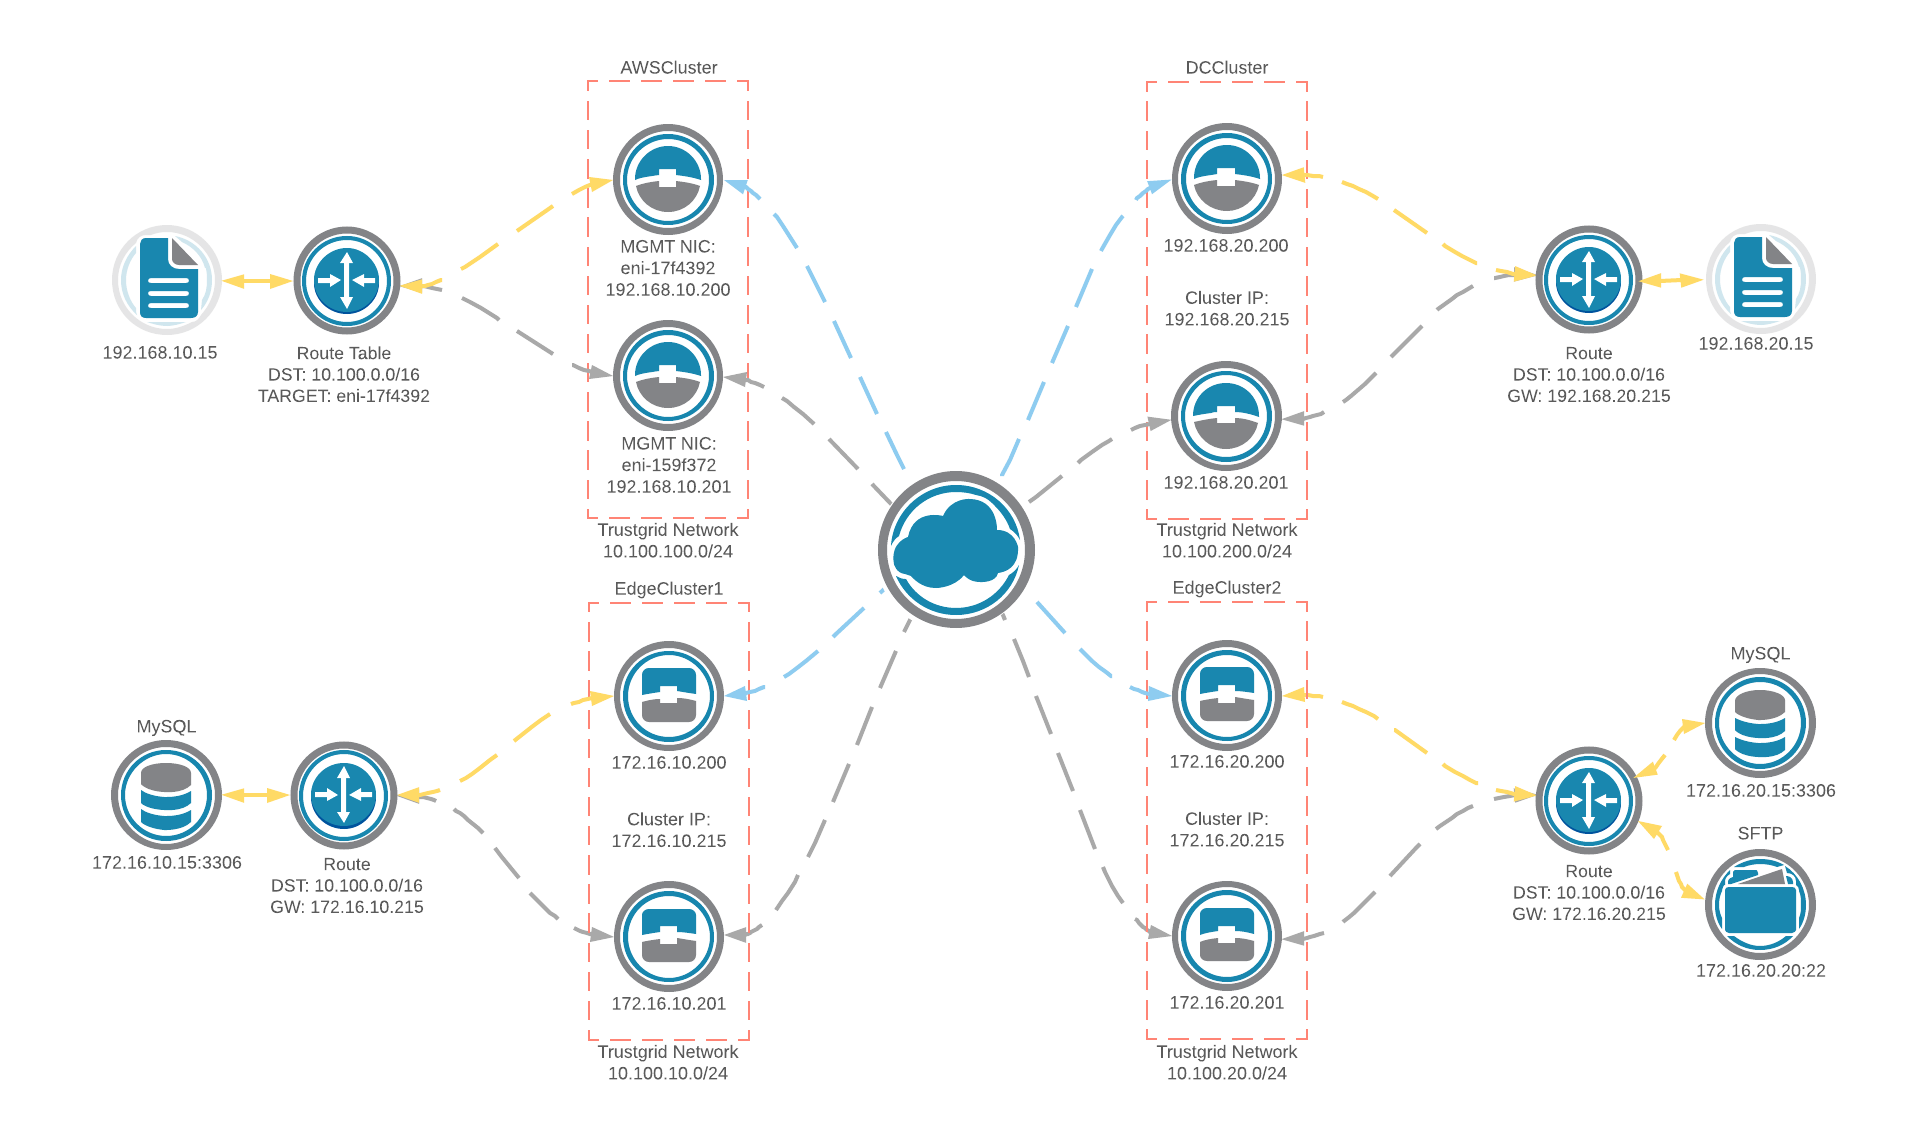 AWSCluster
MGMT NIC:
eni-17f4392
192.168.10.200
MGMT NIC:
eni-159f372
192.168.10.201
Trustgrid Network
10.100.100.0/24
192.168.10.15
Route Table
DST: 10.100.0.0/16
TARGET: eni-17f4392
DCCluster
192.168.20.200
Cluster IP:
192.168.20.215
192.168.20.201
Trustgrid Network
10.100.200.0/24
Route
DST: 10.100.0.0/16
GW: 192.168.20.215
192.168.20.15
EdgeCluster1
172.16.10.200
Cluster IP:
172.16.10.215
172.16.10.201
Trustgrid Network
10.100.10.0/24
MySQL
172.16.10.15:3306
Route
DST: 10.100.0.0/16
GW: 172.16.10.215
EdgeCluster2
172.16.20.200
Cluster IP:
172.16.20.215
172.16.20.201
Trustgrid Network
10.100.20.0/24
Route
DST: 10.100.0.0/16
GW: 172.16.20.215
MySQL
172.16.20.15:3306
SFTP
172.16.20.20:22